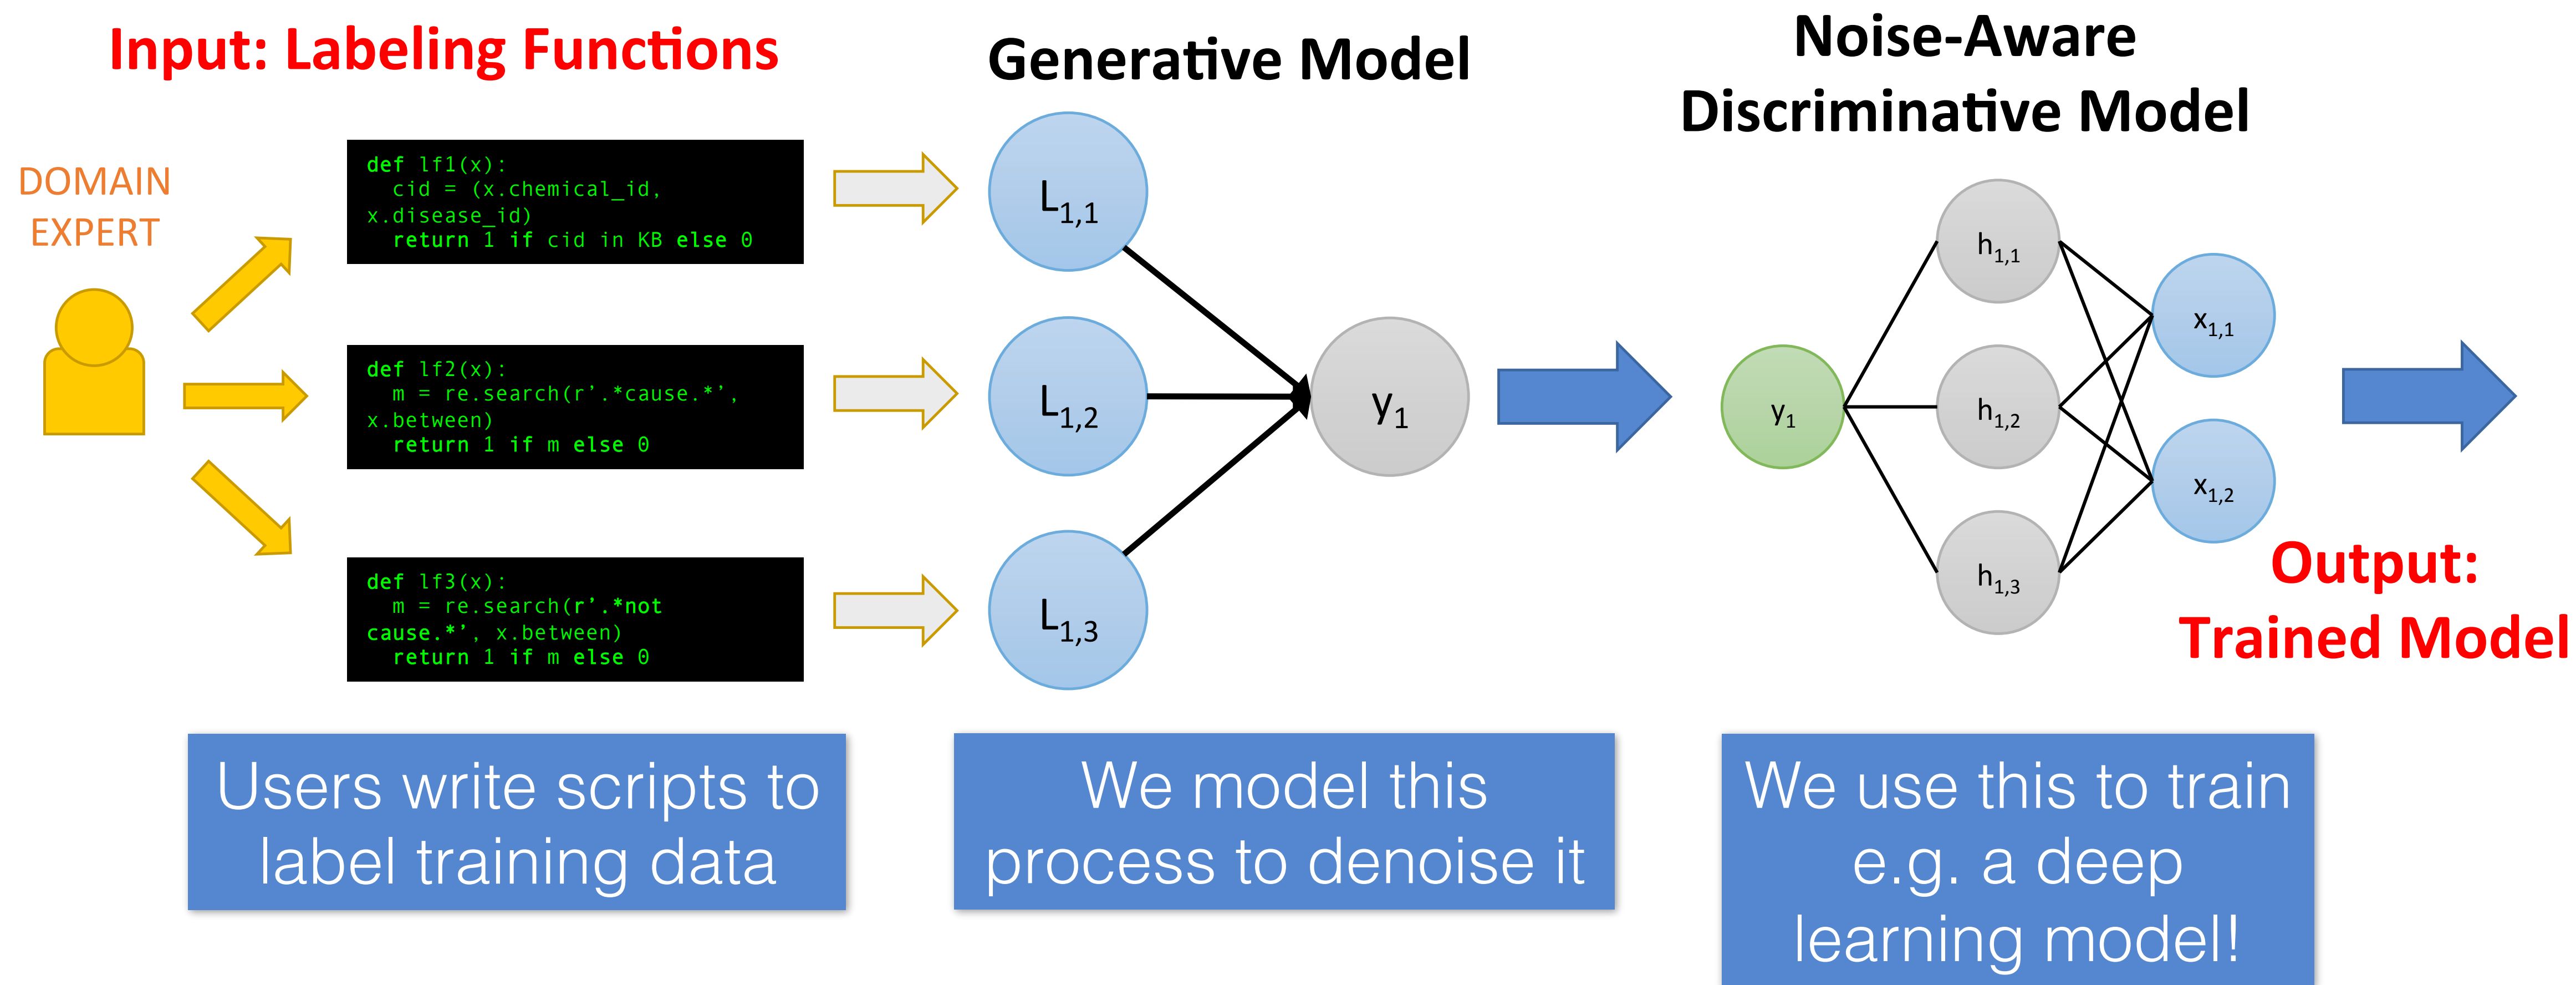 Input: Labeling Functions
DOMAIN
EXPERT
def lf1(x):
  cid = (x.chemical_id,
x.disease_id)
  return 1 if cid in KB else 0
def lf2(x):
  m = re.search(r’.*cause.*’,
x.between)
  return 1 if m else 0
def lf3(x):
  m = re.search(r’.*not
cause.*’, x.between)
  return 1 if m else 0
Users write scripts to
label training data
Generative Model
L1,1
L1,2
L1,3
y1
We model this
process to denoise it
Noise-Aware
Discriminative Model
y1
h1,1
h1,2
h1,3
x1,1
x1,2
Output:
Trained Model
We use this to train
e.g. a deep
learning model!